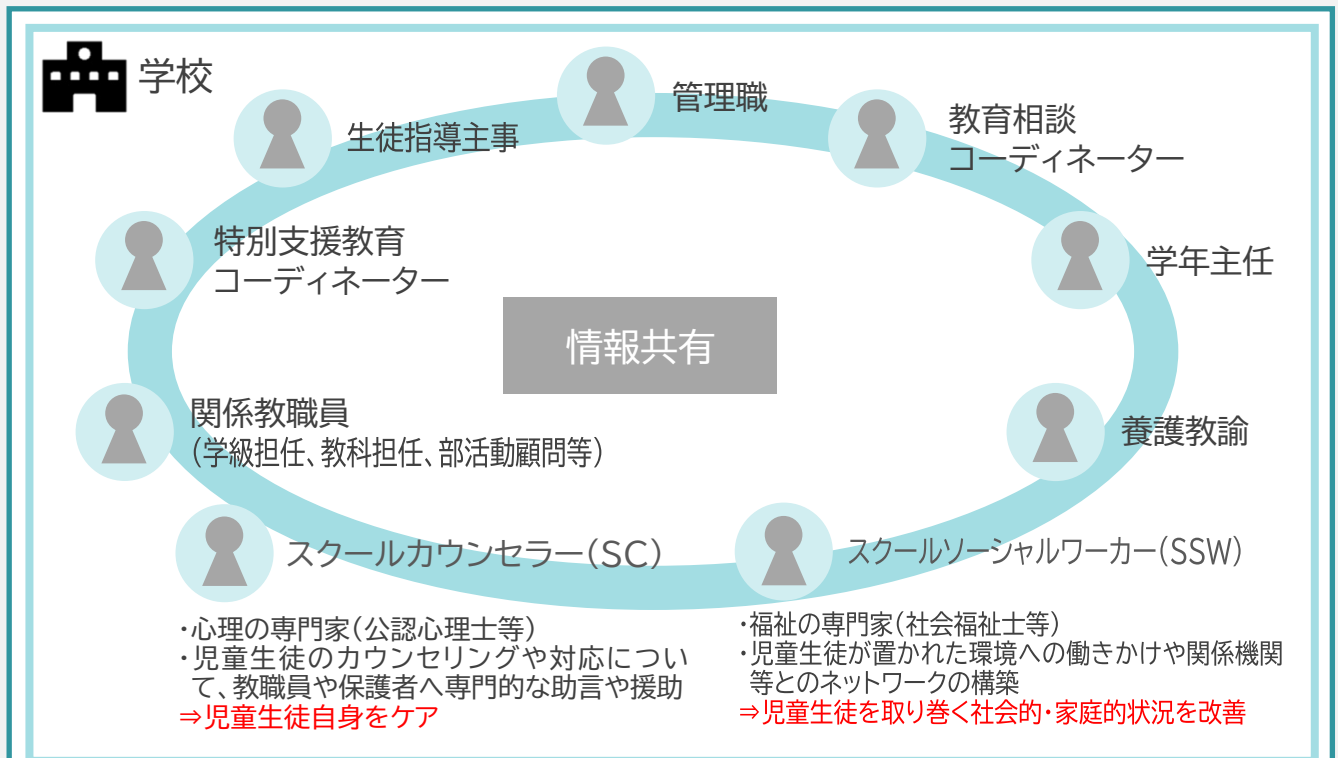 学校
管理職
生徒指導主事
教育相談
コーディネーター
特別支援教育
コーディネーター
学年主任
情報共有
関係教職員
（学級担任、教科担任、部活動顧問等）
養護教諭
スクールカウンセラー（SC）
スクールソーシャルワーカー（SSW）
・心理の専門家（公認心理士等）
・児童生徒のカウンセリングや対応につい
て、教職員や保護者へ専門的な助言や援助
⇒児童生徒自身をケア
・福祉の専門家（社会福祉士等）
・児童生徒が置かれた環境への働きかけや関係機関
等とのネットワークの構築
⇒児童生徒を取り巻く社会的・家庭的状況を改善